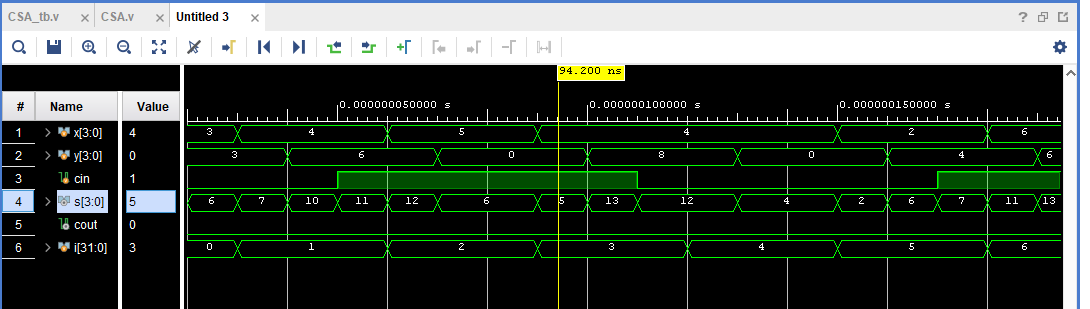 CSA_tb.v × CSA.v × Untitled 3 × ?
94.200 ns
# Name Value 0.000000050000 s 0.000000100000 s 0.000000150000 s
1 x[3:0] 4 3 4 5 4 2 6
2 y[3:0] 0 3 6 0 8 0 4 6
3 cin 1
4 s[3:0] 5 6 7 10 11 12 6 5 13 12 4 2 6 7 11 13
5 cout 0
6 i[31:0] 3 0 1 2 3 4 5 6